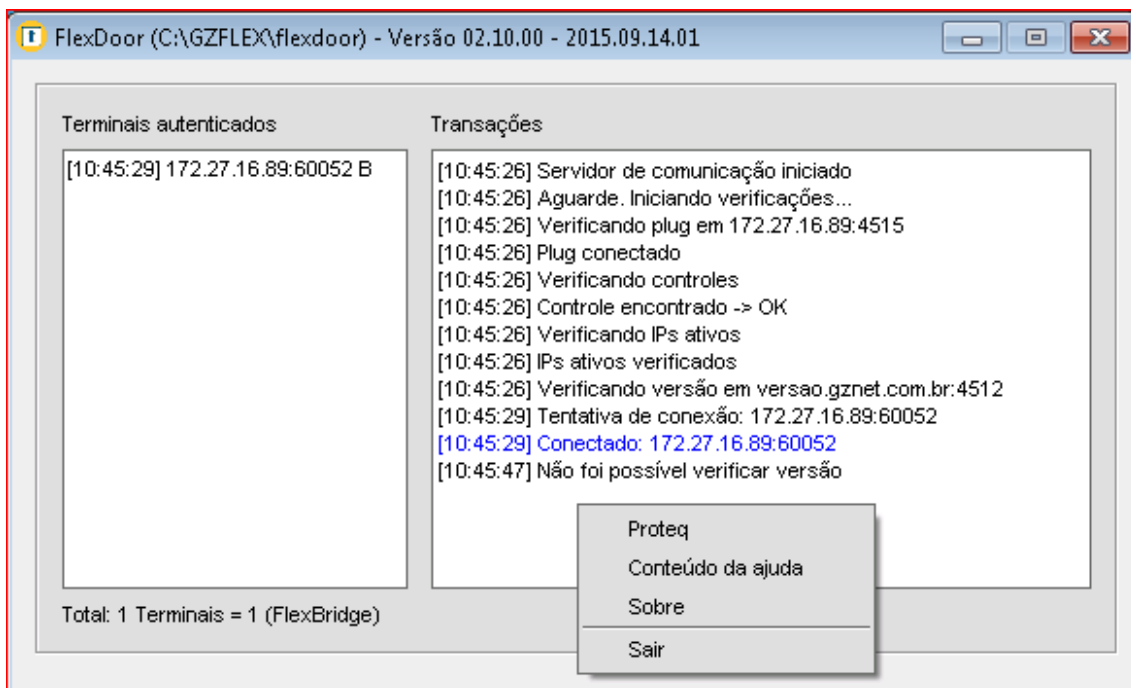 FlexDoor (C:\GZFLEX\flexdoor) - Versão 02.10.00 - 2015.09.14.01
Terminais autenticados
[10:45:29] 172.27.16.89:60052 B
Total: 1 Terminais = 1 (FlexBridge)
Transações
[10:45:26] Servidor de comunicação iniciado
[10:45:26] Aguarde. Iniciando verificações...
[10:45:26] Verificando plug em 172.27.16.89:4515
[10:45:26] Plug conectado
[10:45:26] Verificando controles
[10:45:26] Controle encontrado -> OK
[10:45:26] Verificando IPs ativos
[10:45:26] IPs ativos verificados
[10:45:26] Verificando versão em versao.gznet.com.br:4512
[10:45:29] Tentativa de conexão: 172.27.16.89:60052
[10:45:29] Conectado: 172.27.16.89:60052
[10:45:47] Não foi possível verificar versão
Proteq
Conteúdo da ajuda
Sobre
Sair